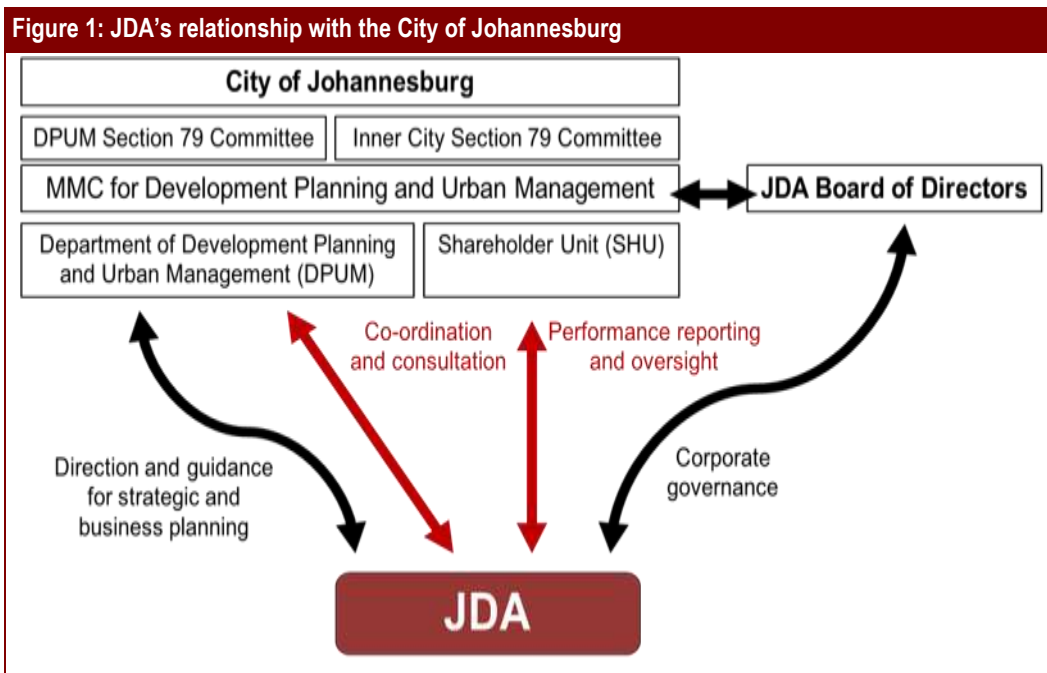 Figure 1: JDA's relationship with the City of Johannesburg
City of Johannesburg
DPUM Section 79 Committee
Inner City Section 79 Committee
MMC for Development Planning and Urban Management
JDA Board of Directors
Department of Development Planning
and Urban Management (DPUM)
Shareholder Unit (SHU)
Co-ordination
and consultation
Performance reporting
and oversight
Direction and guidance
for strategic and
business planning
Corporate
governance
JDA